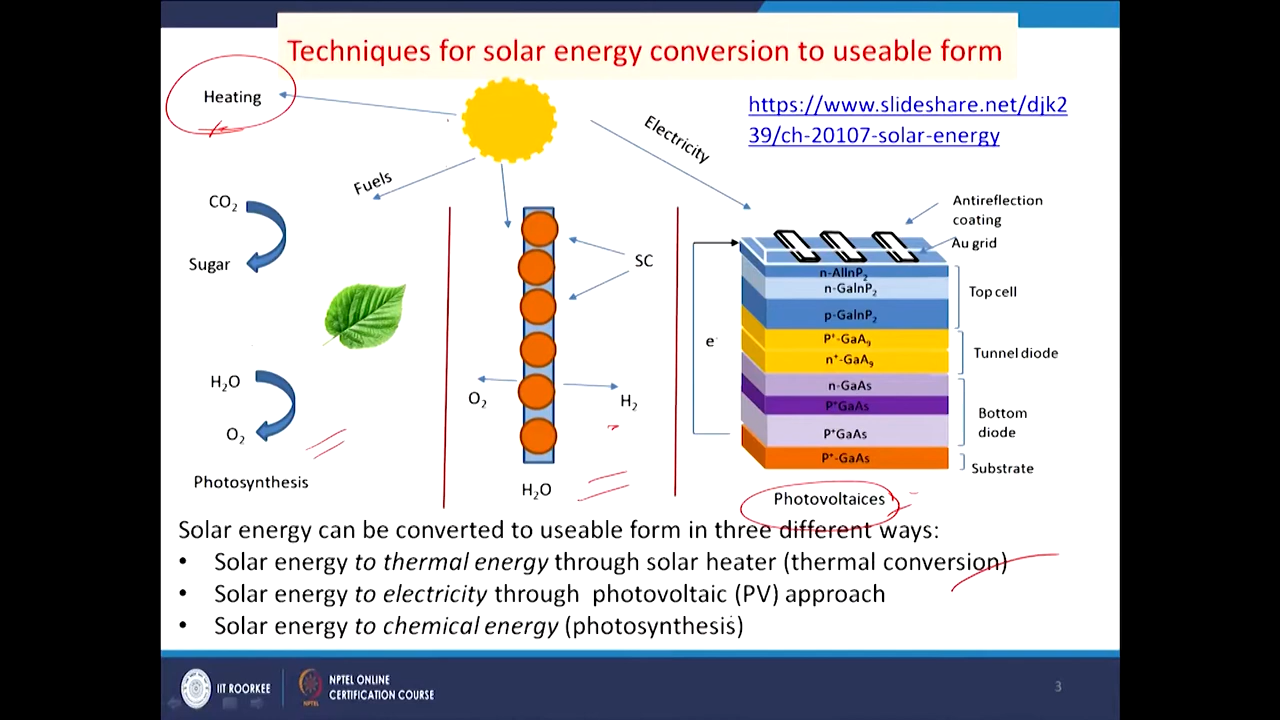 Techniques for solar energy conversion to useable form
Heating
https://www.slideshare.net/djk2
39/ch-20107-solar-energy
Electricity
Fuels
CO2
Sugar
H2O
O2
Photosynthesis
SC
O2
H2
H2O
Antireflection
coating
Au grid
n-AlInP2
n-GaInP2
p-GaInP2
Top cell
P+-GaA9
n+-GaA9
Tunnel diode
e-
n-GaAs
P+GaAs
P+GaAs
Bottom
diode
P+-GaAs
Substrate
Photovoltaices
Solar energy can be converted to useable form in three different ways:
• Solar energy to thermal energy through solar heater (thermal conversion)
• Solar energy to electricity through photovoltaic (PV) approach
• Solar energy to chemical energy (photosynthesis)
IIT ROORKEE
NPTEL
NPTEL ONLINE
CERTIFICATION COURSE
3